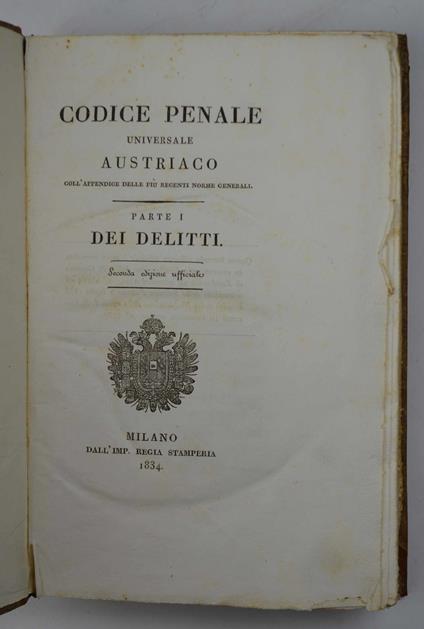 CODICE PENALE
UNIVERSALE
AUSTRIACO
COLL'APPENDICE DELLE PIÙ RECENTI NORME GENERALI.
PARTE I
DEI DELITTI.
Seconda edizione ufficiale
MILANO
DALL'IMP. REGIA STAMPERIA
1834.